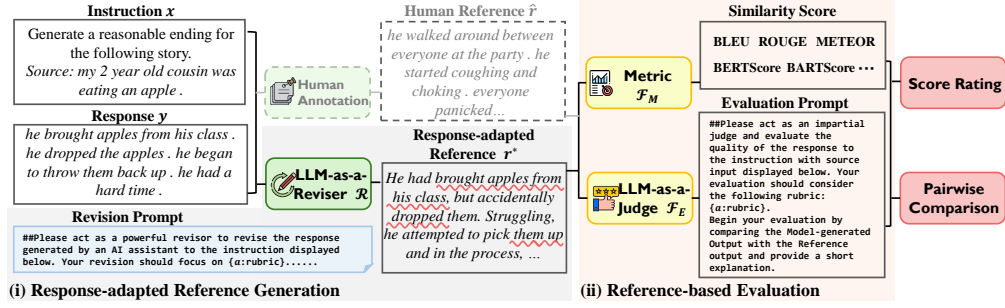 Instruction x
Generate a reasonable ending for
the following story.
Source: my 2 year old cousin was
eating an apple .
Response y
he brought apples from his class .
he dropped the apples . he began
to throw them back up . he had a
hard time .
Revision Prompt
##Please act as a powerful revisor to revise the response
generated by an AI assistant to the instruction displayed
below. Your revision should focus on {a:rubric}......
(i) Response-adapted Reference Generation
Human
Annotation
LLM-as-a-
Reviser R
Human Reference r̂
he walked around between
everyone at the party . he
started coughing and
choking . everyone
panicked…
Response-adapted
Reference r*
He had brought apples from
his class, but accidentally
dropped them. Struggling,
he attempted to pick them up
and in the process, …
Metric
F_M
LLM-as-a-
Judge F_E
Similarity Score
BLEU ROUGE METEOR
BERTScore BARTScore ⋯
Evaluation Prompt
##Please act as an impartial
judge and evaluate the
quality of the response to
the instruction with source
input displayed below. Your
evaluation should consider
the following rubric:
{a:rubric}.
Begin your evaluation by
comparing the Model-generated
Output with the Reference
output and provide a short
explanation.
(ii) Reference-based Evaluation
Score Rating
Pairwise
Comparison